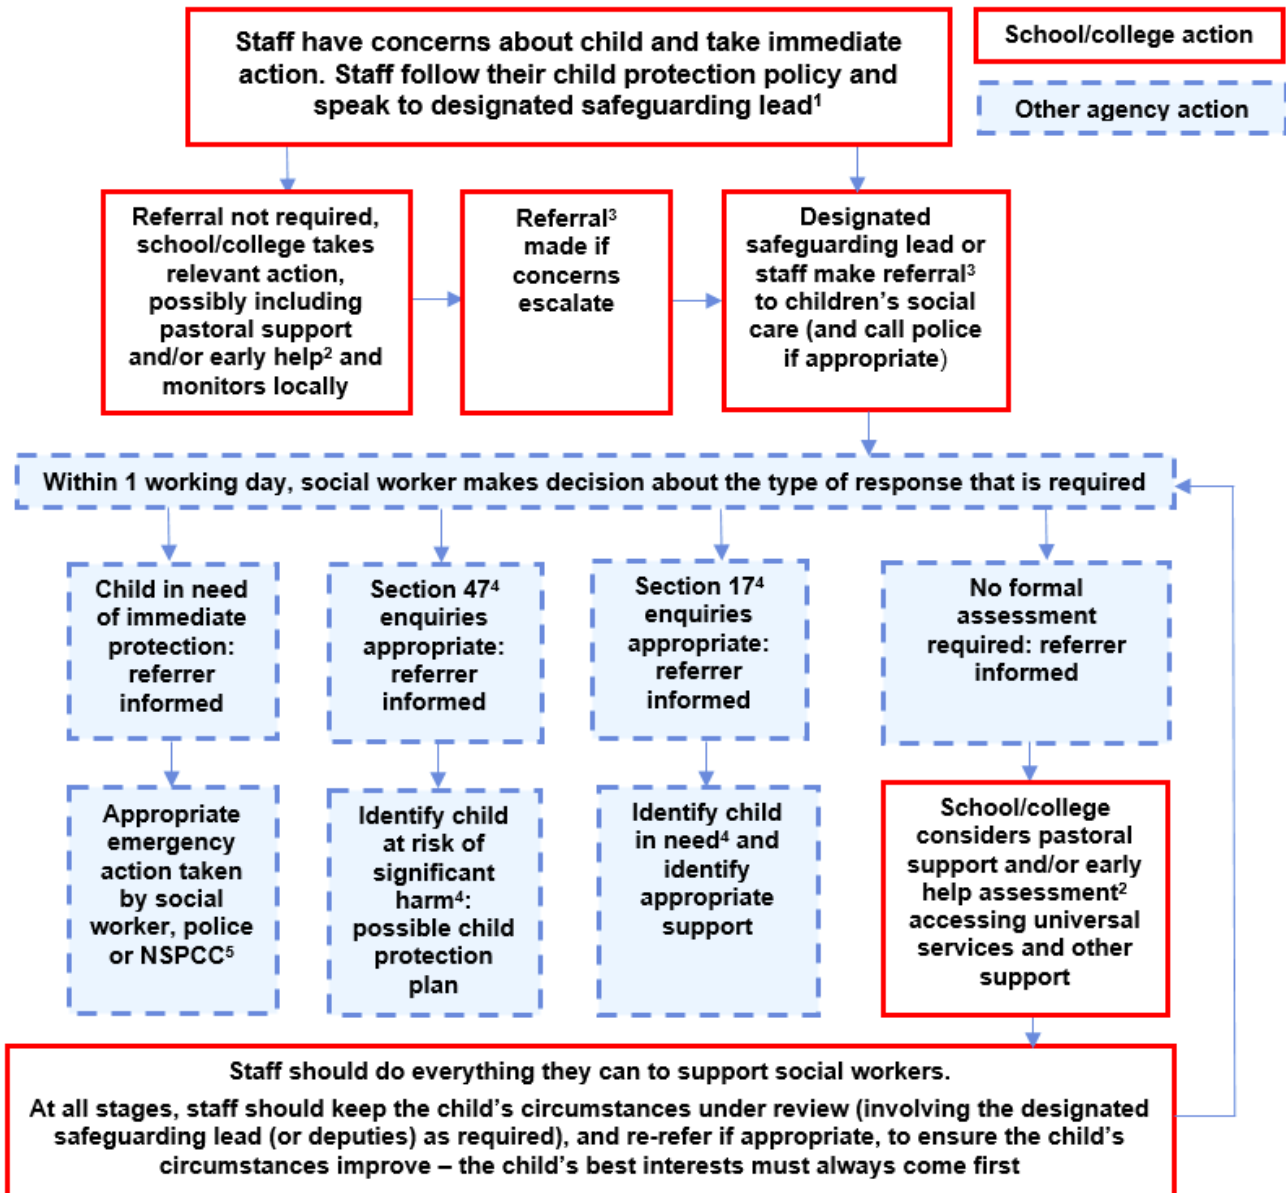 Staff have concerns about child and take immediate
action. Staff follow their child protection policy and
speak to designated safeguarding lead¹
School/college action
Other agency action
Referral not required,
school/college takes
relevant action,
possibly including
pastoral support
and/or early help² and
monitors locally
Referral³
made if
concerns
escalate
Designated
safeguarding lead or
staff make referral³
to children’s social
care (and call police
if appropriate)
Within 1 working day, social worker makes decision about the type of response that is required
Child in need
of immediate
protection:
referrer
informed
Section 47⁴
enquiries
appropriate:
referrer
informed
Section 17⁴
enquiries
appropriate:
referrer
informed
No formal
assessment
required: referrer
informed
Appropriate
emergency
action taken
by social
worker, police
or NSPCC⁵
Identify child
at risk of
significant
harm⁴:
possible child
protection
plan
Identify child
in need⁴ and
identify
appropriate
support
School/college
considers pastoral
support and/or early
help assessment²
accessing universal
services and other
support
Staff should do everything they can to support social workers.
At all stages, staff should keep the child’s circumstances under review (involving the designated
safeguarding lead (or deputies) as required), and re-refer if appropriate, to ensure the child’s
circumstances improve – the child’s best interests must always come first